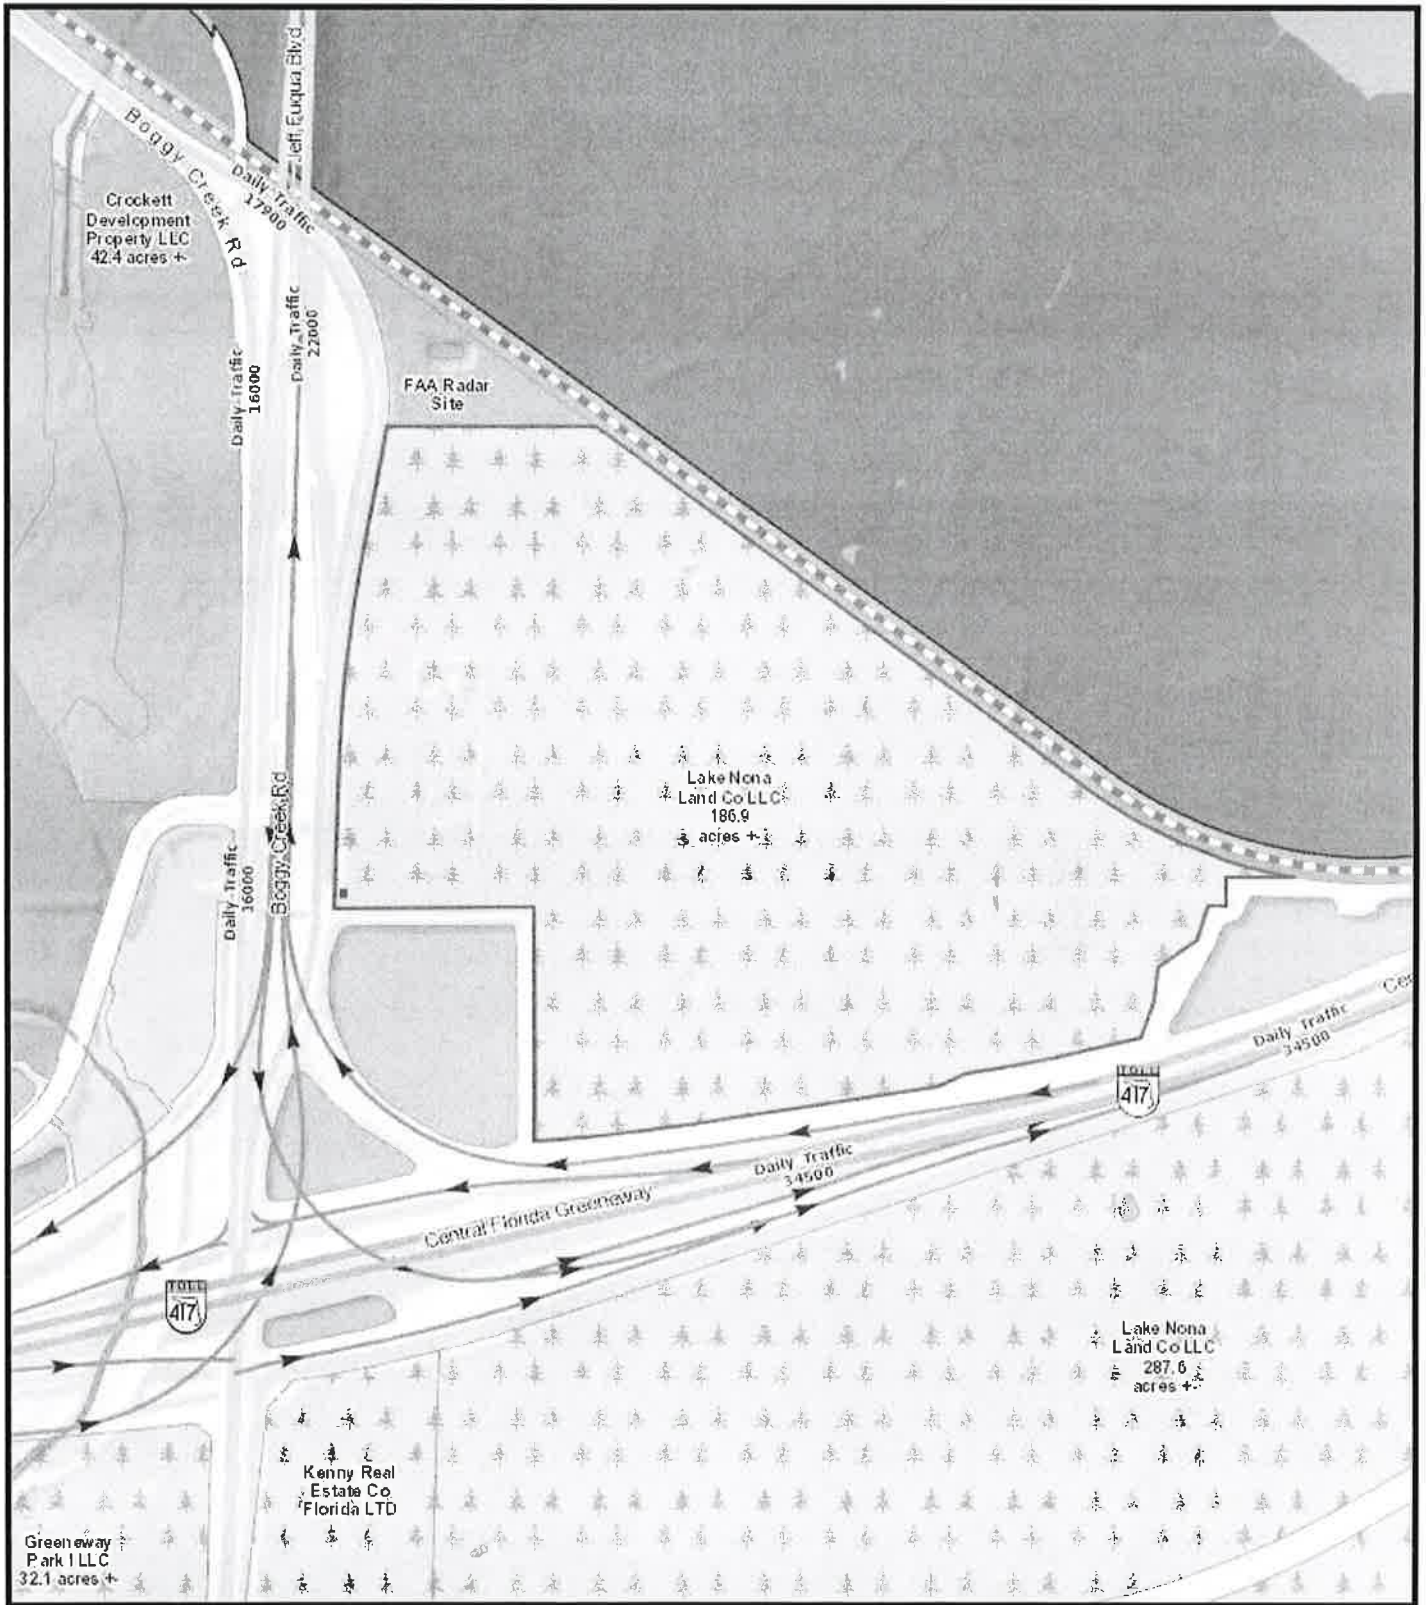 Jeff Fuqua Blvd
Boggy Creek Rd
Daily Traffic
17900
Crockett
Development
Property LLC
42.4 acres +-
Daily Traffic
22000
Daily Traffic
16000
FAA Radar
Site
Lake Nona
Land Co LLC
186.9
acres +-
Boggy Creek Rd
Daily Traffic
16000
Daily Traffic
34500
TOLL
417
Daily Traffic
34500
Central Florida Greeneway
TOLL
417
Lake Nona
Land Co LLC
287.6
acres +-
Kenny Real
Estate Co
Florida LTD
Greeneway
Park I LLC
32.1 acres +-